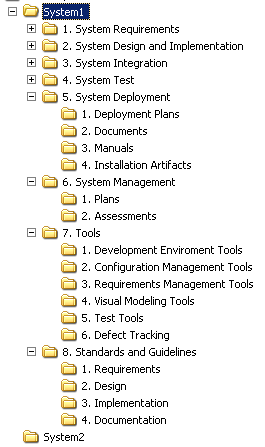 System1
1. System Requirements
2. System Design and Implementation
3. System Integration
4. System Test
5. System Deployment
1. Deployment Plans
2. Documents
3. Manuals
4. Installation Artifacts
6. System Management
1. Plans
2. Assessments
7. Tools
1. Development Enviroment Tools
2. Configuration Management Tools
3. Requirements Management Tools
4. Visual Modeling Tools
5. Test Tools
6. Defect Tracking
8. Standards and Guidelines
1. Requirements
2. Design
3. Implementation
4. Documentation
System2